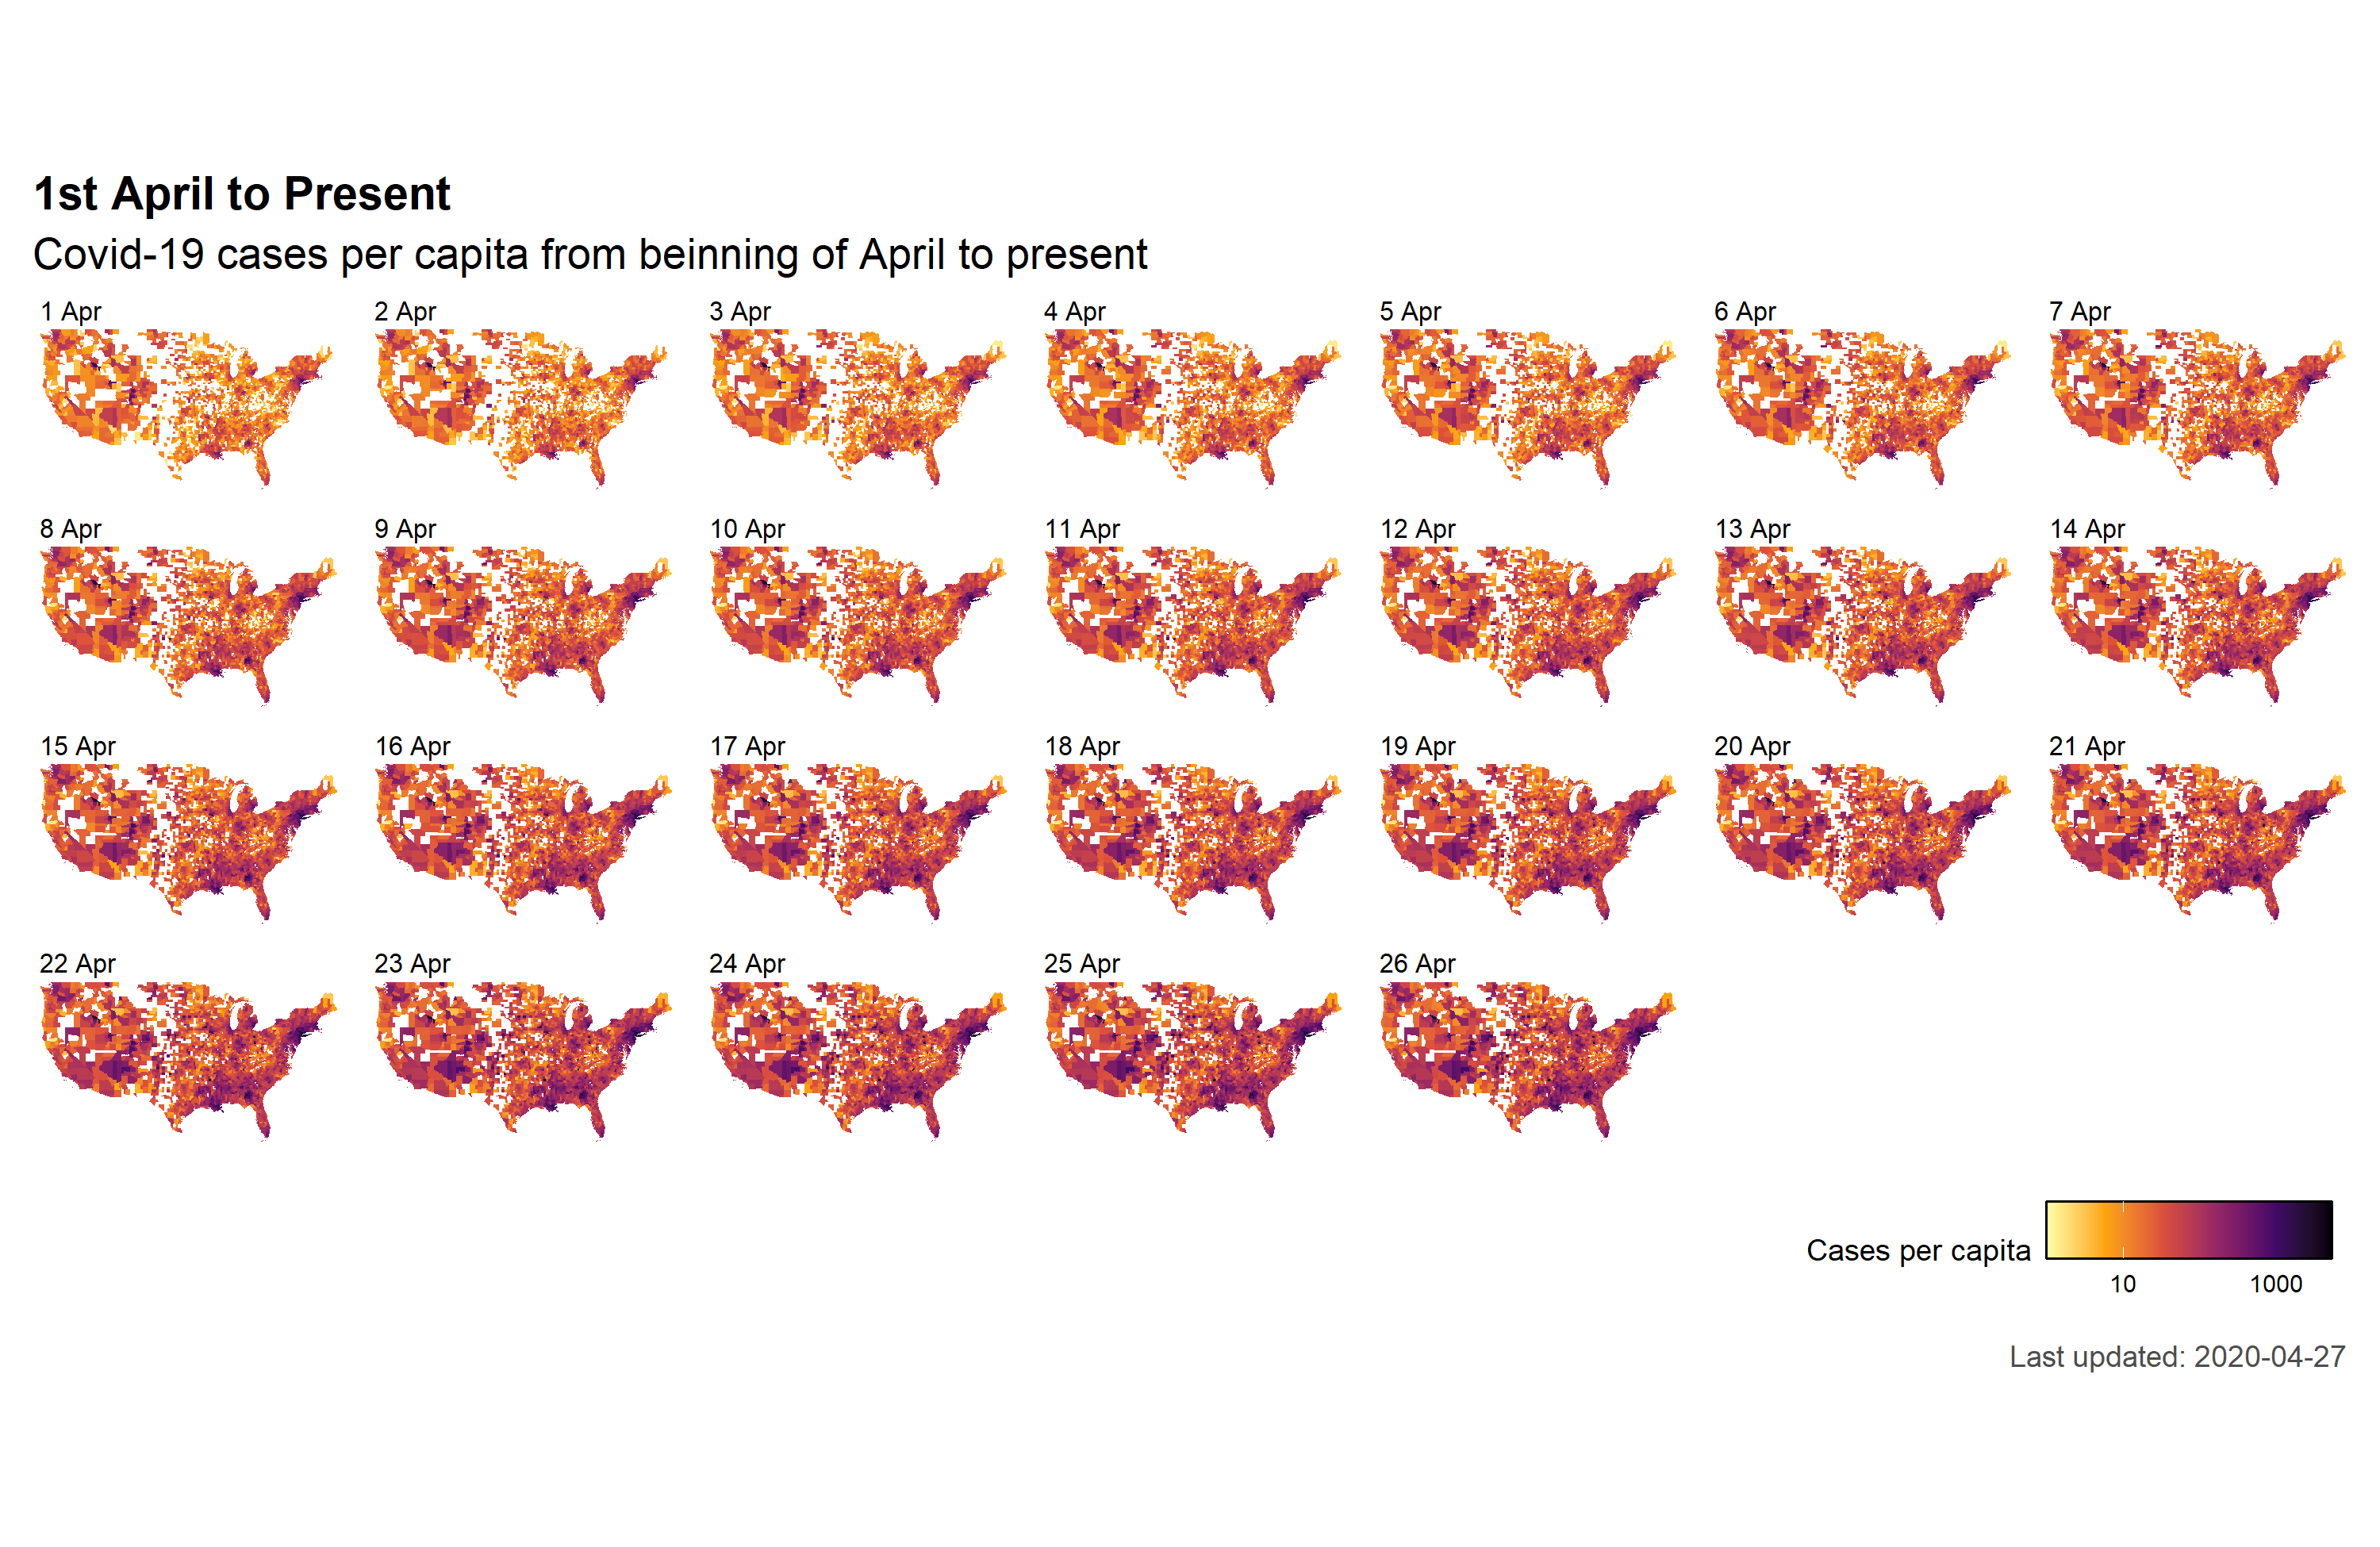 1st April to Present
Covid-19 cases per capita from beinning of April to present
1 Apr
2 Apr
3 Apr
4 Apr
5 Apr
6 Apr
7 Apr
8 Apr
9 Apr
10 Apr
11 Apr
12 Apr
13 Apr
14 Apr
15 Apr
16 Apr
17 Apr
18 Apr
19 Apr
20 Apr
21 Apr
22 Apr
23 Apr
24 Apr
25 Apr
26 Apr
Cases per capita
10
1000
Last updated: 2020-04-27